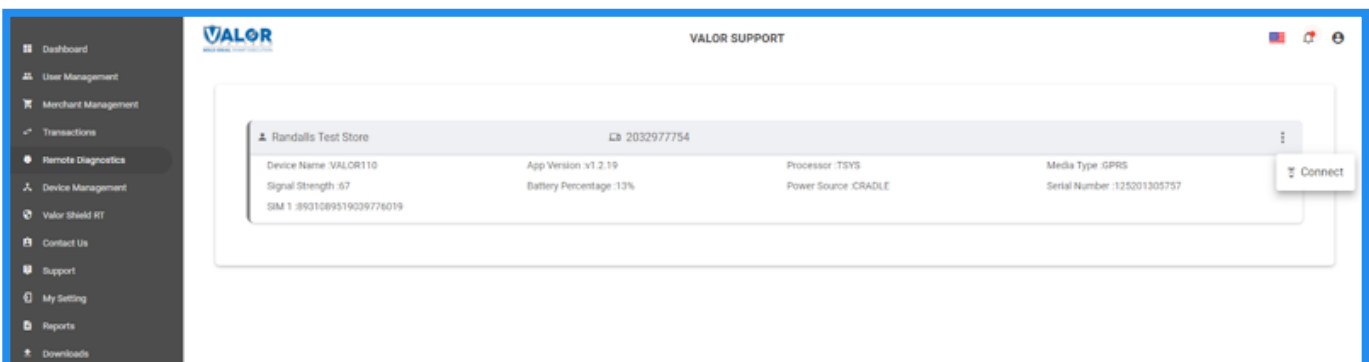 VALOR
VALOR SUPPORT
Dashboard
User Management
Merchant Management
Transactions
Remote Diagnostics
Device Management
Valor Shield RT
Contact Us
Support
My Setting
Reports
Downloads
Randalls Test Store 2032977754
Device Name :VALOR110 App Version :v1.2.19 Processor :TSYS Media Type :GPRS
Signal Strength :67 Battery Percentage :13% Power Source :CRADLE Serial Number :125201305757
SIM 1 :8931089519039776019
Connect